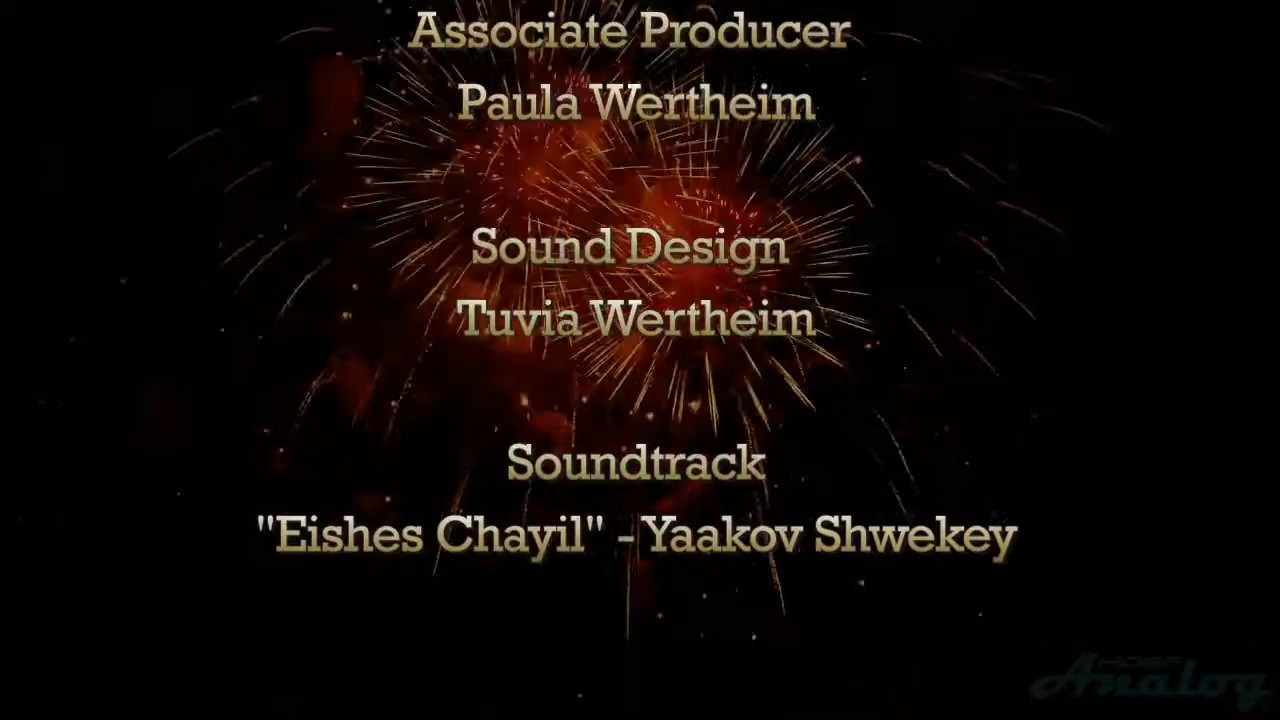 Associate Producer
Paula Wertheim
Sound Design
Tuvia Wertheim
Soundtrack
"Eishes Chayil" - Yaakov Shwekey
Analog